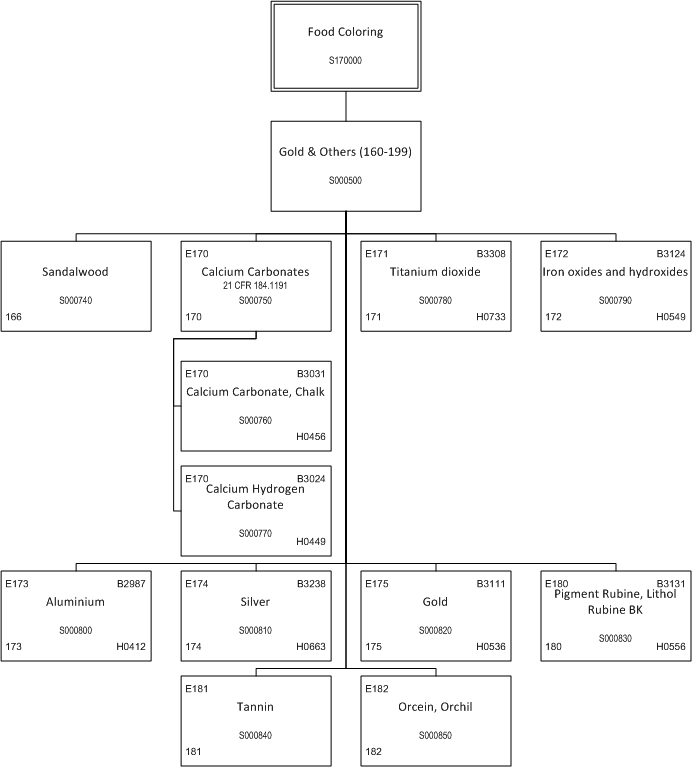 Food Coloring
S170000
Gold & Others (160-199)
S000500
Sandalwood
S000740
166
E170
Calcium Carbonates
21 CFR 184.1191
S000750
170
E171 B3308
Titanium dioxide
S000780
171 H0733
E172 B3124
Iron oxides and hydroxides
S000790
172 H0549
E170 B3031
Calcium Carbonate, Chalk
S000760
H0456
E170 B3024
Calcium Hydrogen
Carbonate
S000770
H0449
E173 B2987
Aluminium
S000800
173 H0412
E174 B3238
Silver
S000810
174 H0663
E175 B3111
Gold
S000820
175 H0536
E180 B3131
Pigment Rubine, Lithol
Rubine BK
S000830
180 H0556
E181
Tannin
S000840
181
E182
Orcein, Orchil
S000850
182